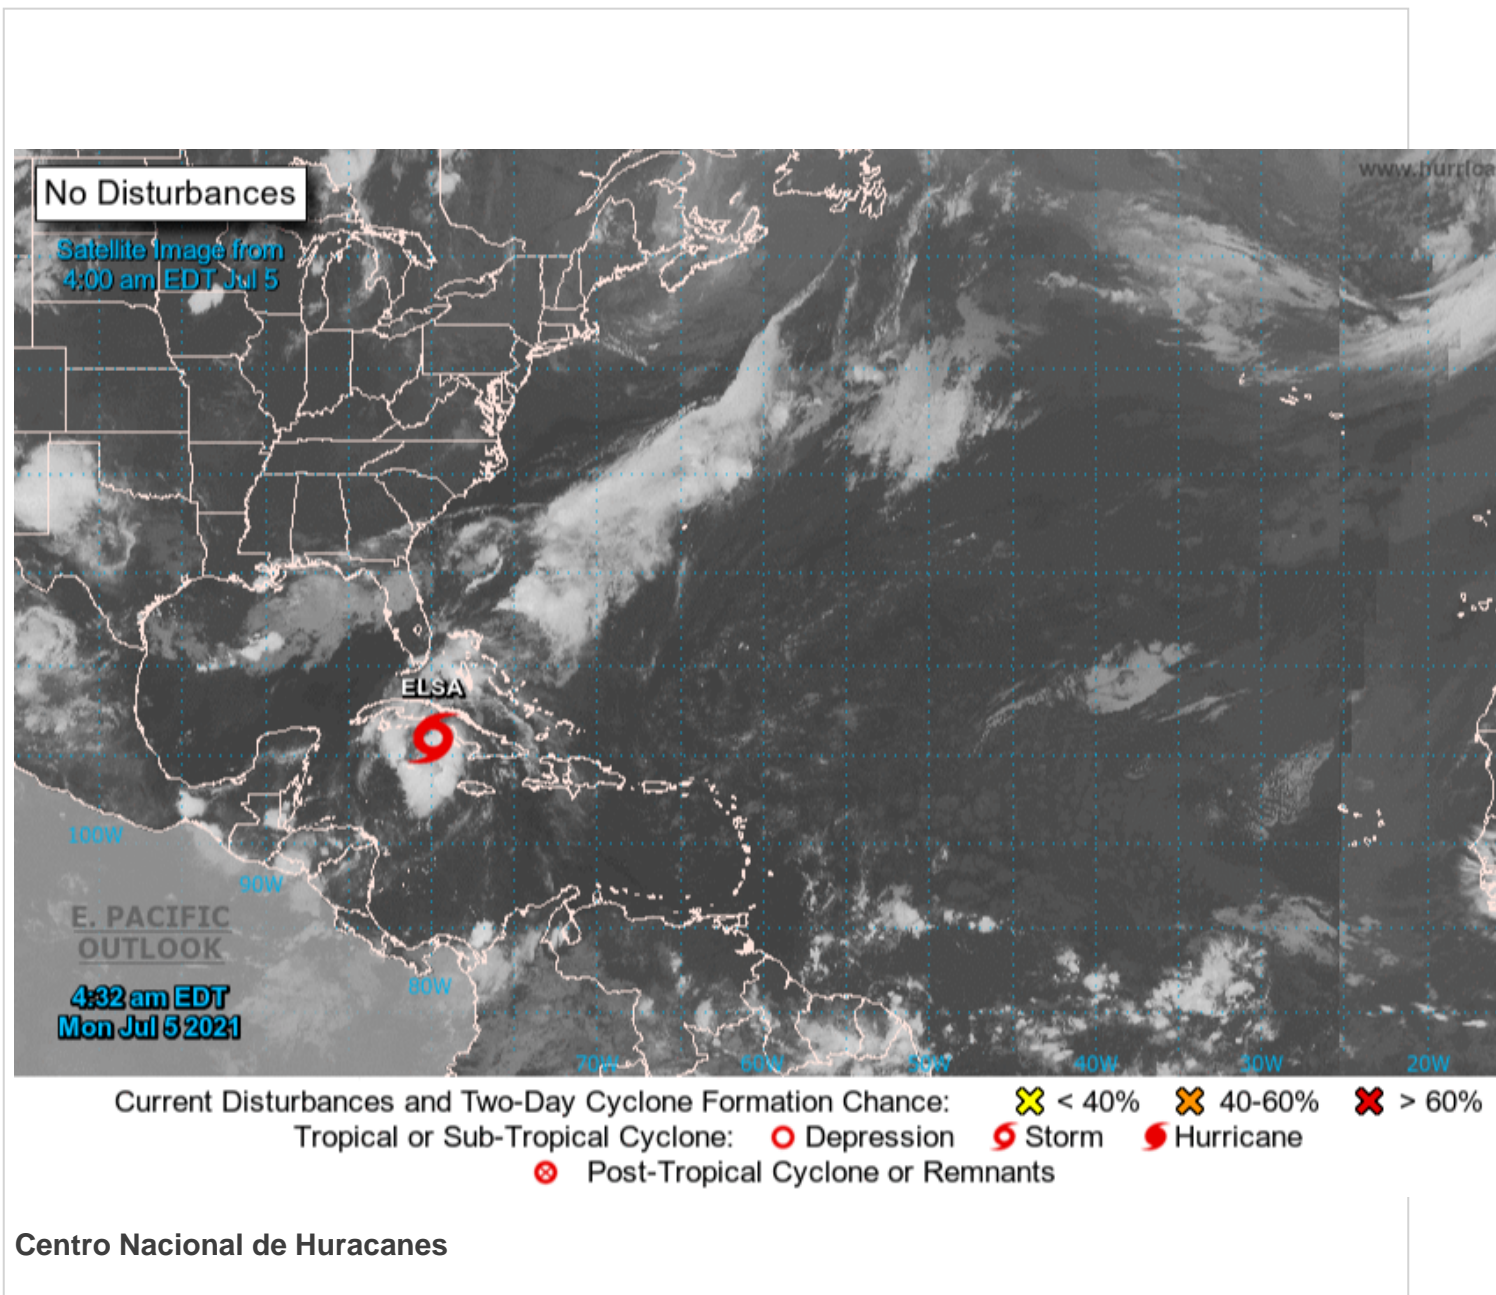 No Disturbances
www.hurrica
Satellite Image from
4:00 am EDT Jul 5
ELSA
100W
90W
E. PACIFIC
OUTLOOK
80W
4:32 am EDT
Mon Jul 5 2021
70W 60W 50W 40W 30W 20W
Current Disturbances and Two-Day Cyclone Formation Chance: < 40% 40-60% > 60%
Tropical or Sub-Tropical Cyclone: Depression Storm Hurricane
Post-Tropical Cyclone or Remnants
Centro Nacional de Huracanes